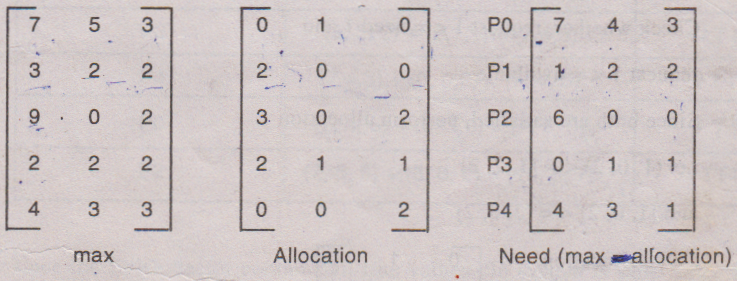 7 5 3 0 1 0 P0 7 4 3
3 2 2 2 0 0 P1 1 2 2
9 0 2 3 0 2 P2 6 0 0
2 2 2 2 1 1 P3 0 1 1
4 3 3 0 0 2 P4 4 3 1
max Allocation Need (max - allocation)